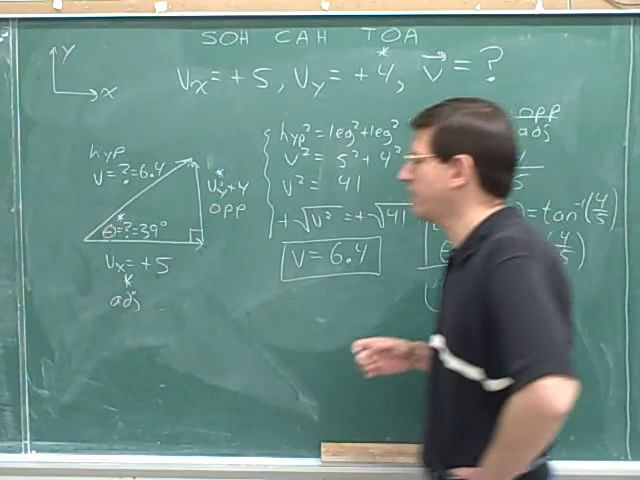 SOH CAH TOA
*
Vx = +5, Vy = +4, v⃗ = ?
Y
x
hyp
v = ? = 6.4
*
Vy=+4
opp
*
θ = ? = 39°
Vx = +5
*
adj
hyp² = leg² + leg²
v² = 5² + 4²
v² = 41
+√v² = +√41
v = 6.4
opp
adj
5
) = tan⁻¹(4/5)
θ
(4/5)